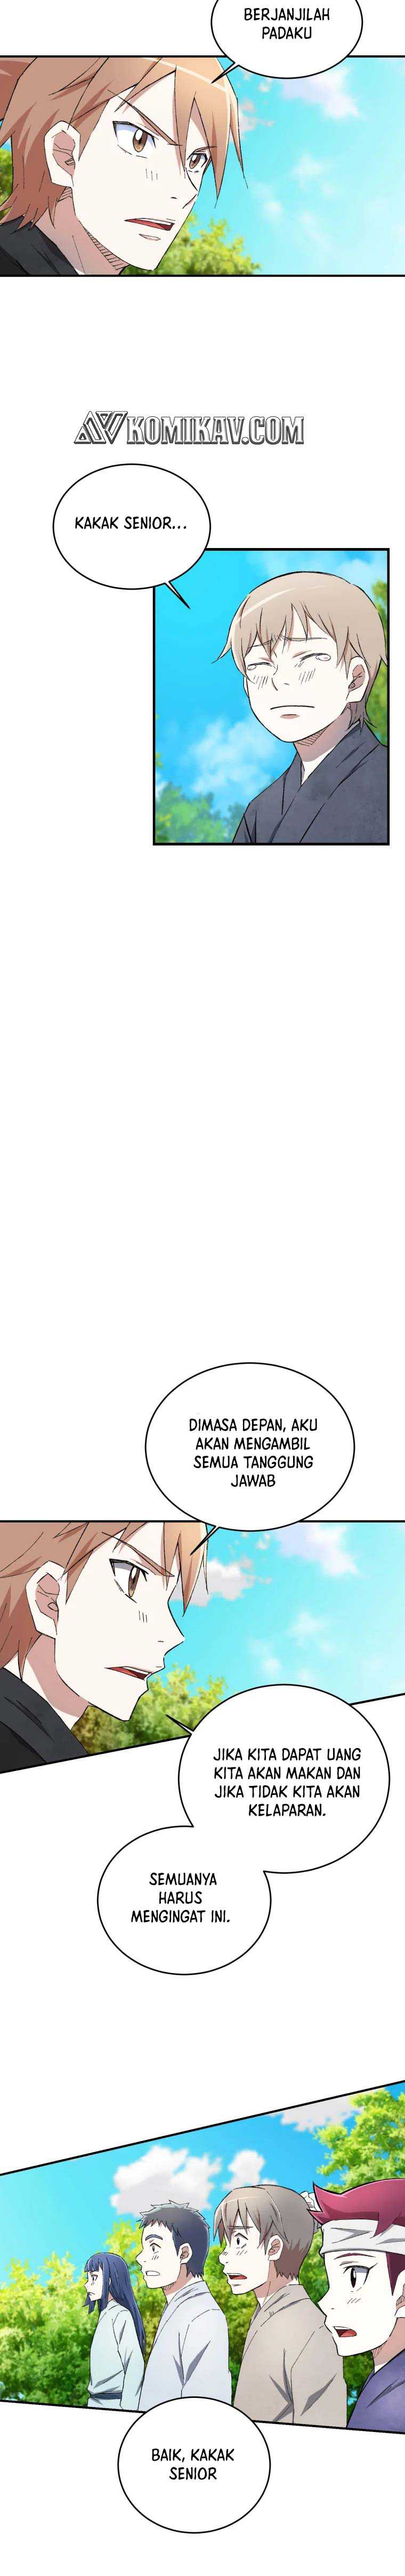 BERJANJILAH
PADAKU
KOMIKAV.COM
KAKAK SENIOR...
DIMASA DEPAN, AKU
AKAN MENGAMBIL
SEMUA TANGGUNG
JAWAB
JIKA KITA DAPAT UANG
KITA AKAN MAKAN DAN
JIKA TIDAK KITA AKAN
KELAPARAN.
SEMUANYA
HARUS
MENGINGAT INI.
BAIK, KAKAK
SENIOR